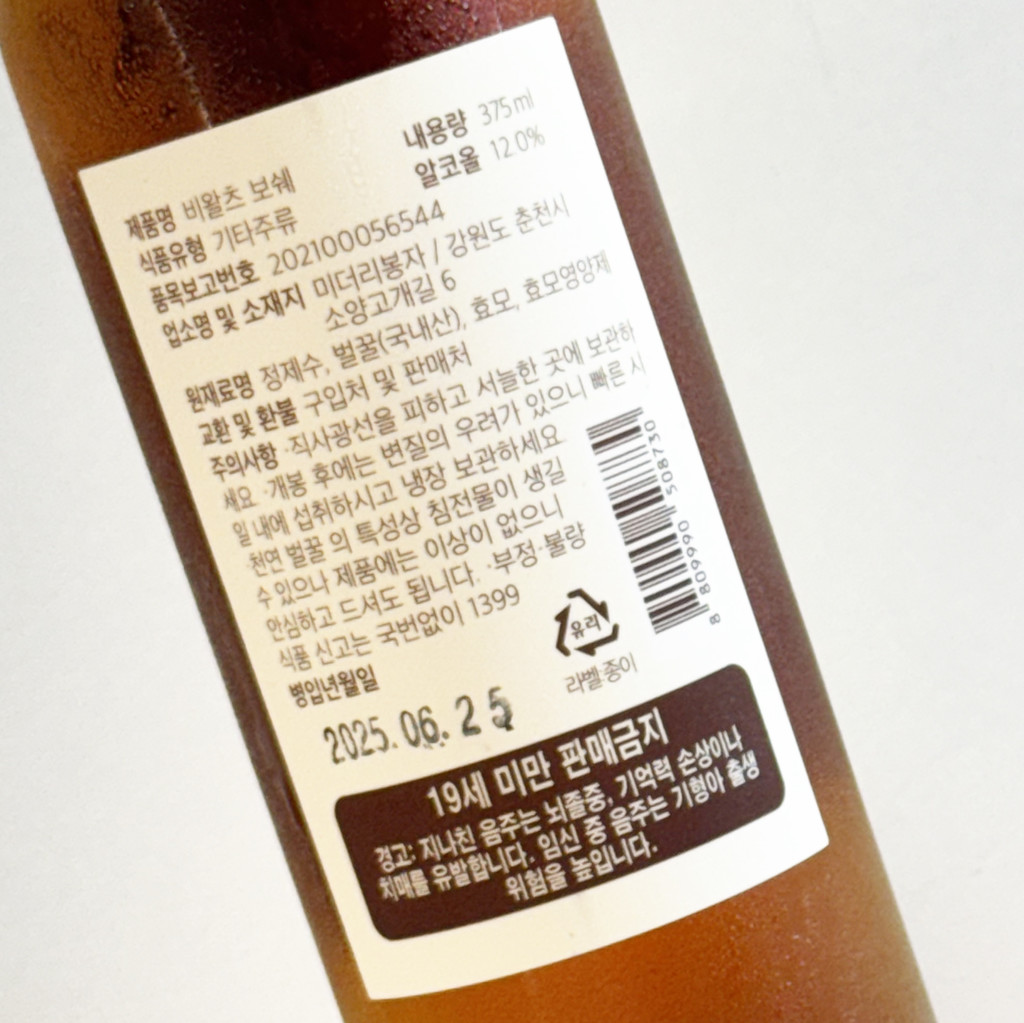 내용량 375ml
알코올 12.0%
제품명 비왈츠 보쉐
식품유형 기타주류
품목보고번호 202100056544
업소명 및 소재지 미더리봉자 / 강원도 춘천시
소양고개길 6
원재료명 정제수, 벌꿀(국내산), 효모, 효모영양제
교환 및 환불 구입처 및 판매처
주의사항 ·직사광선을 피하고 서늘한 곳에 보관하
세요 ·개봉 후에는 변질의 우려가 있으니 빠른 시
일 내에 섭취하시고 냉장 보관하세요
·천연 벌꿀 의 특성상 침전물이 생길
수 있으나 제품에는 이상이 없으니
안심하고 드셔도 됩니다. ·부정·불량
식품 신고는 국번없이 1399
병입년월일
2025.06.25
8 809990 508730
유리
라벨:종이
19세 미만 판매금지
경고: 지나친 음주는 뇌졸중, 기억력 손상이나
치매를 유발합니다. 임신 중 음주는 기형아 출생
위험을 높입니다.